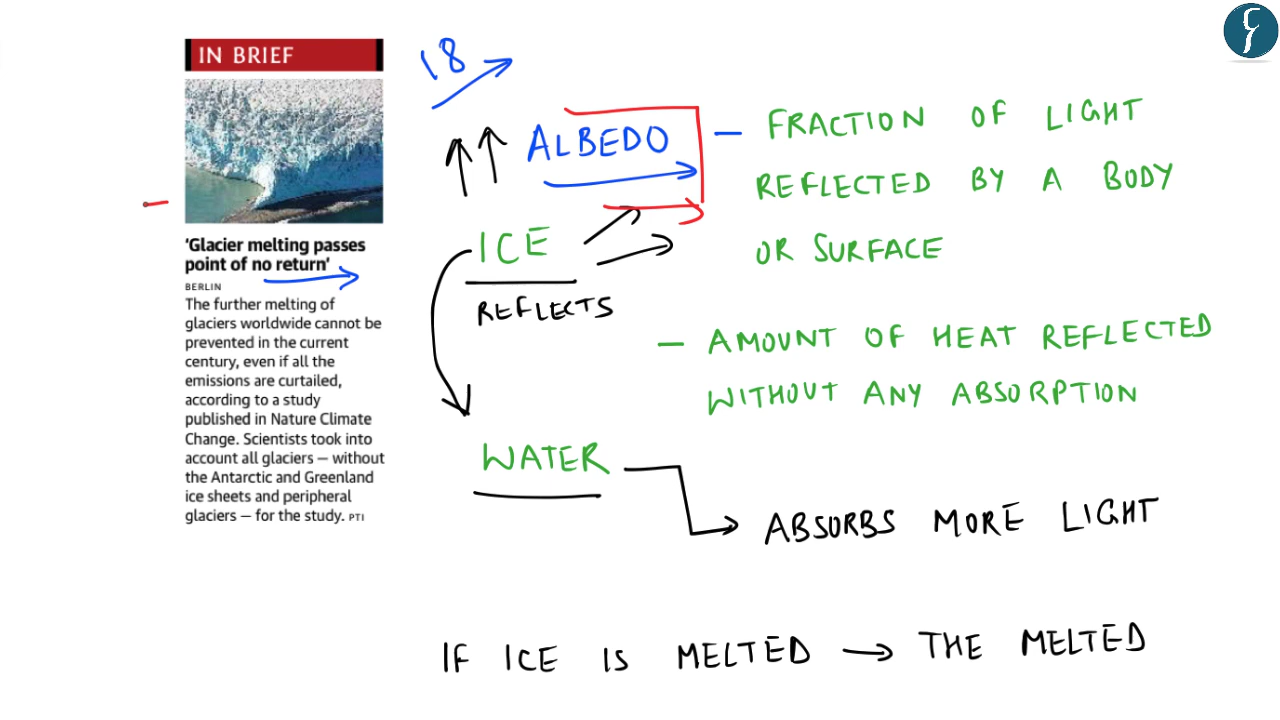 IN BRIEF
'Glacier melting passes
point of no return'
BERLIN
The further melting of
glaciers worldwide cannot be
prevented in the current
century, even if all the
emissions are curtailed,
according to a study
published in Nature Climate
Change. Scientists took into
account all glaciers — without
the Antarctic and Greenland
ice sheets and peripheral
glaciers — for the study. PTI
18
ALBEDO – FRACTION OF LIGHT
REFLECTED BY A BODY
OR SURFACE
ICE
REFLECTS
– AMOUNT OF HEAT REFLECTED
WITHOUT ANY ABSORPTION
WATER
ABSORBS MORE LIGHT
IF ICE IS MELTED → THE MELTED